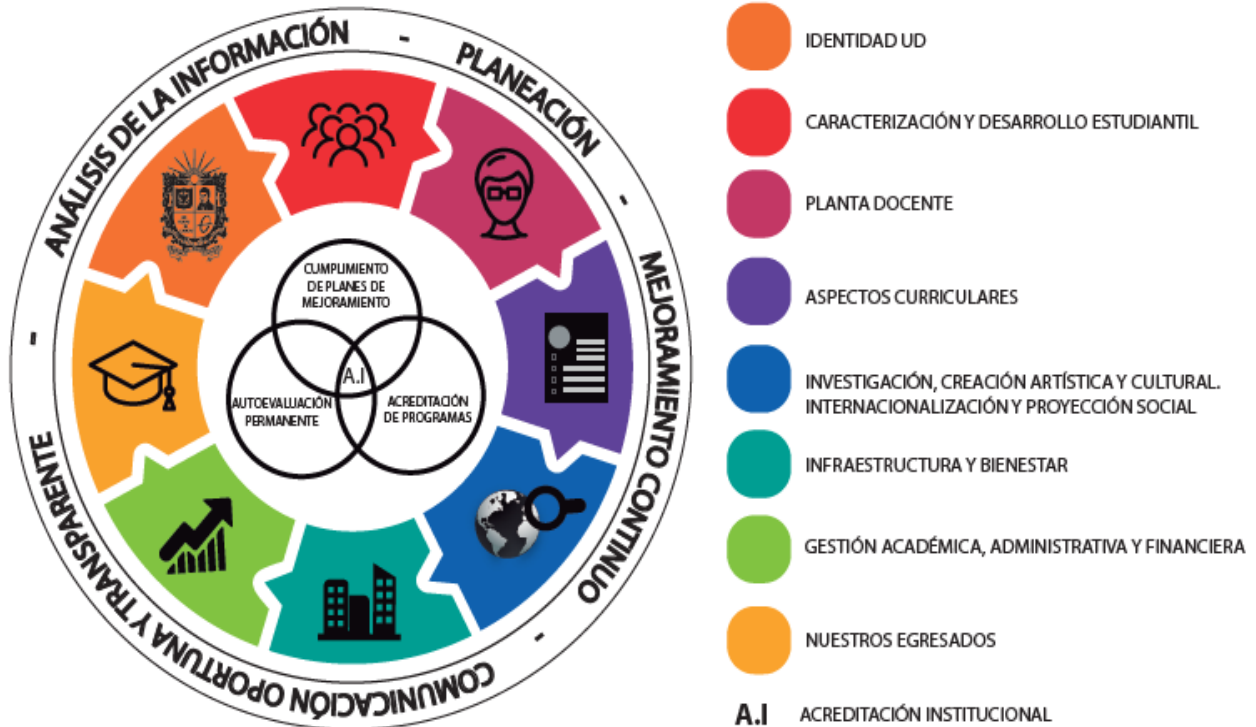 ANÁLISIS DE LA INFORMACIÓN - PLANEACIÓN - MEJORAMIENTO CONTINUO - COMUNICACIÓN OPORTUNA Y TRANSPARENTE -
CUMPLIMIENTO
DE PLANES DE
MEJORAMIENTO
A.I
AUTOEVALUACIÓN
PERMANENTE
ACREDITACIÓN
DE PROGRAMAS
IDENTIDAD UD
CARACTERIZACIÓN Y DESARROLLO ESTUDIANTIL
PLANTA DOCENTE
ASPECTOS CURRICULARES
INVESTIGACIÓN, CREACIÓN ARTÍSTICA Y CULTURAL.
INTERNACIONALIZACIÓN Y PROYECCIÓN SOCIAL
INFRAESTRUCTURA Y BIENESTAR
GESTIÓN ACADÉMICA, ADMINISTRATIVA Y FINANCIERA
NUESTROS EGRESADOS
A.I ACREDITACIÓN INSTITUCIONAL